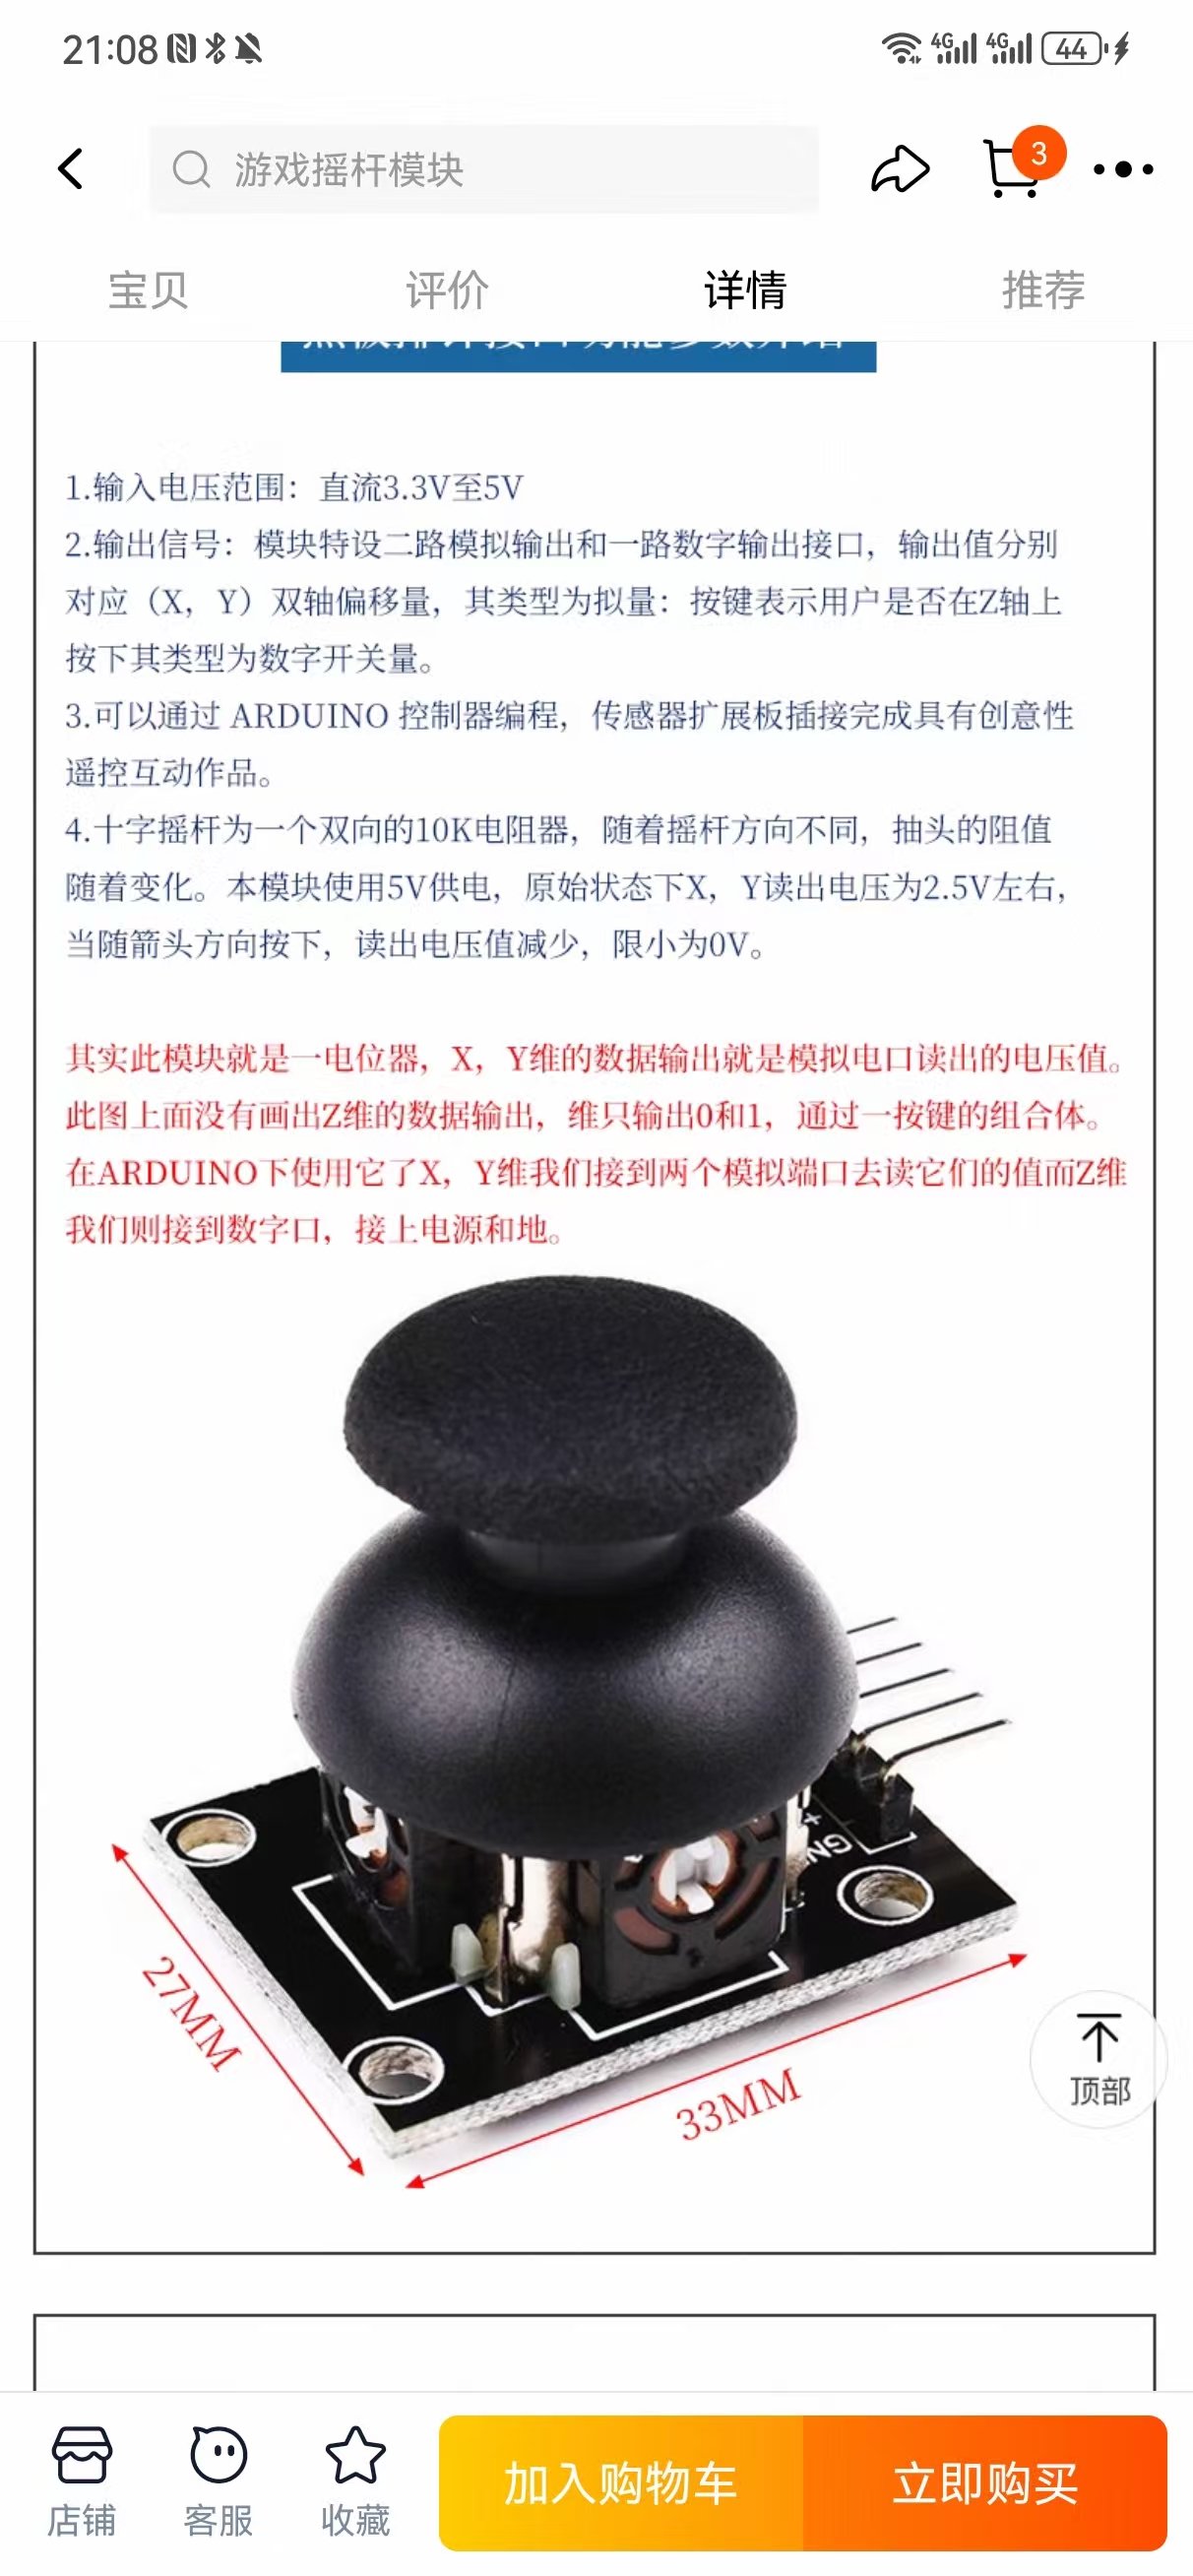 21:08
4G
4G
44
游戏摇杆模块
3
宝贝
评价
详情
推荐
1.输入电压范围：直流3.3V至5V
2.输出信号：模块特设二路模拟输出和一路数字输出接口，输出值分别
对应（X，Y）双轴偏移量，其类型为拟量：按键表示用户是否在Z轴上
按下其类型为数字开关量。
3.可以通过 ARDUINO 控制器编程，传感器扩展板插接完成具有创意性
遥控互动作品。
4.十字摇杆为一个双向的10K电阻器，随着摇杆方向不同，抽头的阻值
随着变化。本模块使用5V供电，原始状态下X，Y读出电压为2.5V左右，
当随箭头方向按下，读出电压值减少，限小为0V。
其实此模块就是一电位器，X，Y维的数据输出就是模拟电口读出的电压值。
此图上面没有画出Z维的数据输出，维只输出0和1，通过一按键的组合体。
在ARDUINO下使用它了X，Y维我们接到两个模拟端口去读它们的值而Z维
我们则接到数字口，接上电源和地。
27MM
33MM
顶部
店铺
客服
收藏
加入购物车
立即购买